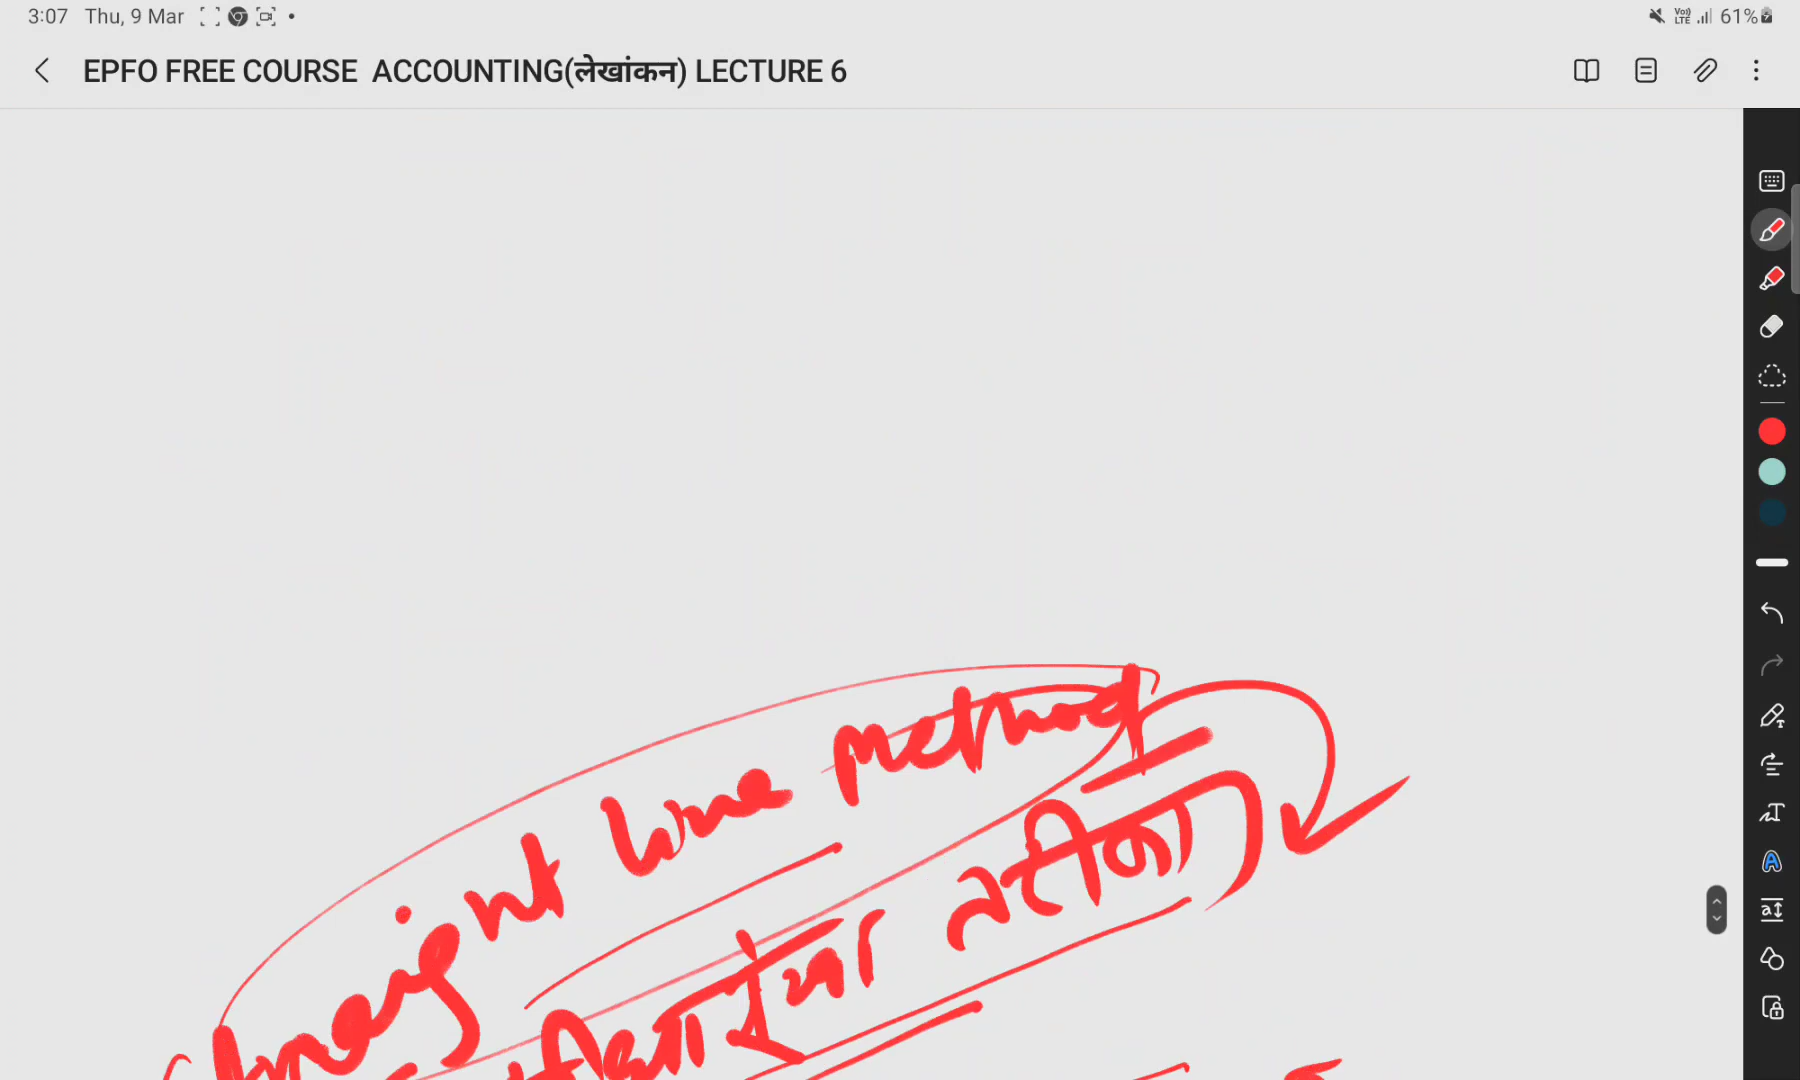 3:07 Thu, 9 Mar
61%
EPFO FREE COURSE ACCOUNTING(लेखांकन) LECTURE 6
Straight Line Method
तरीका